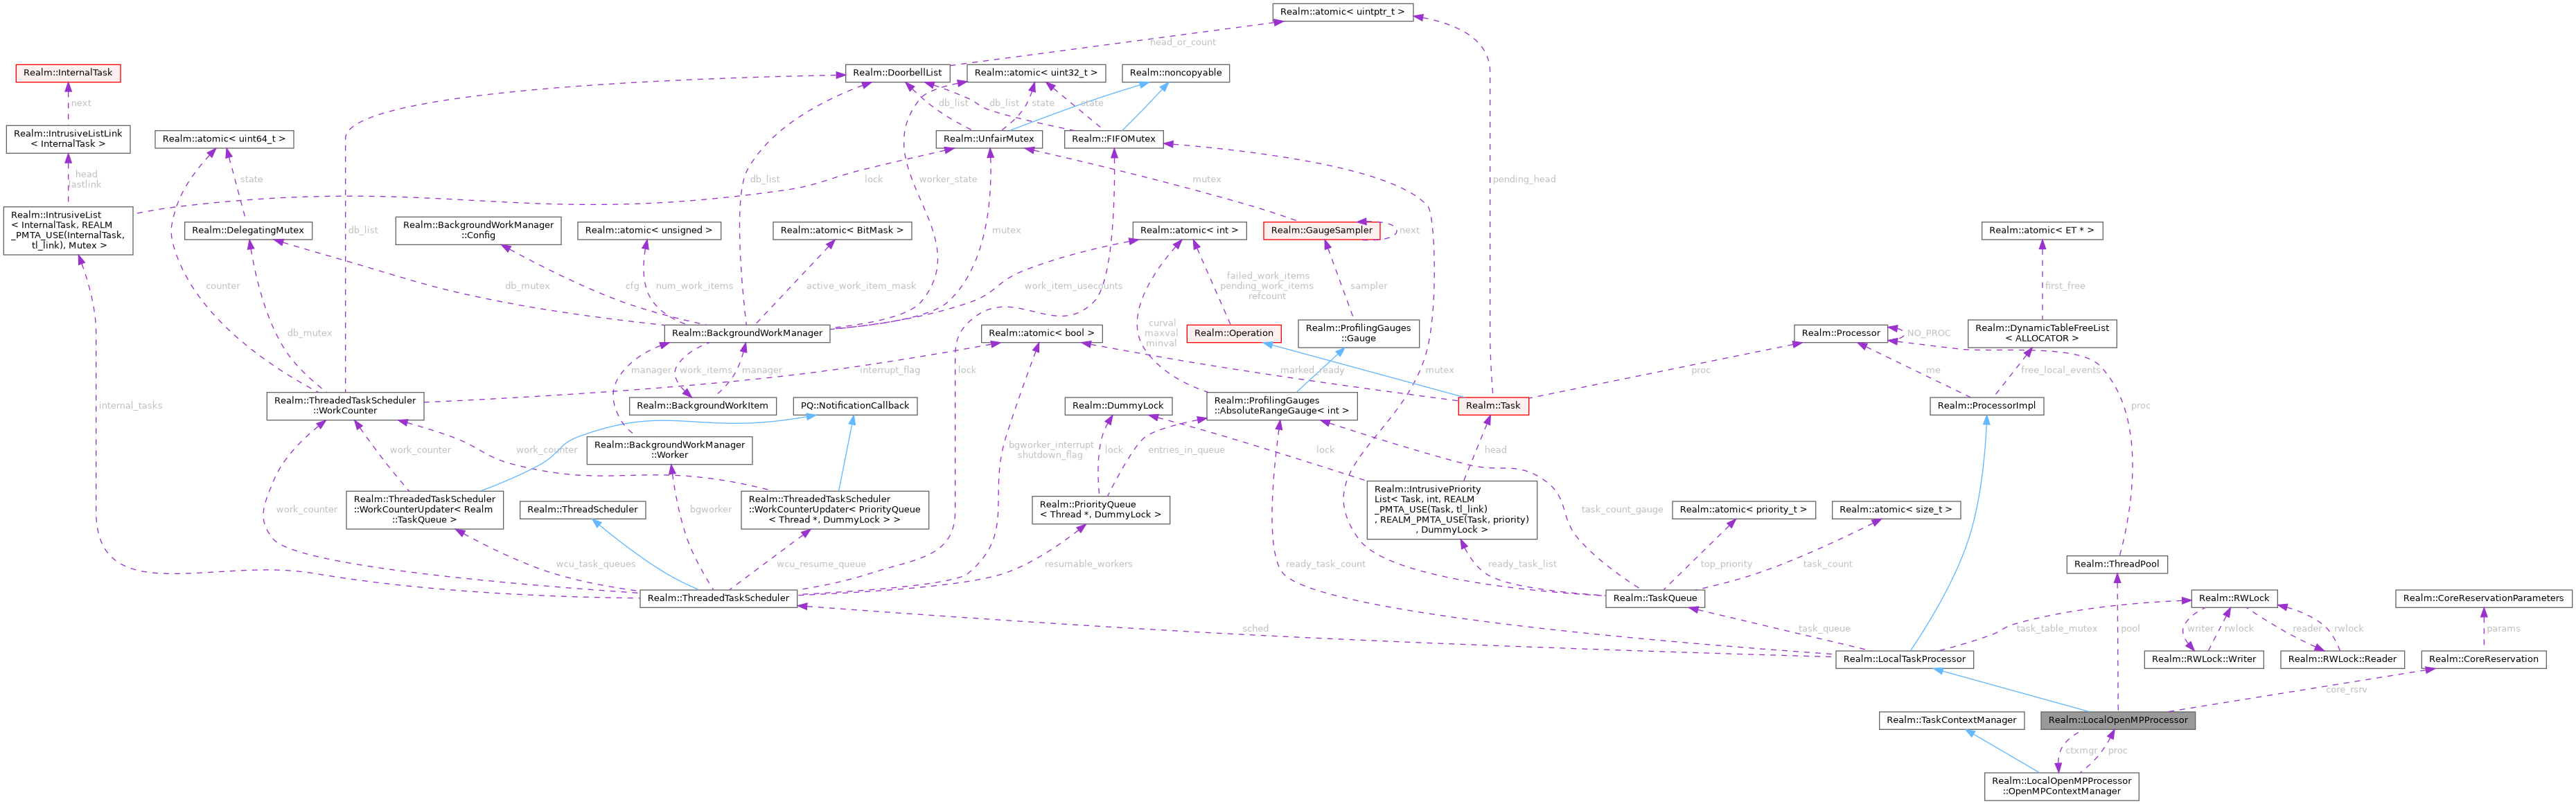 Realm::atomic< uintptr_t >
head_or_count
Realm::InternalTask
Realm::DoorbellList
Realm::atomic< uint32_t >
Realm::noncopyable
next
db_list
state
db_list
state
Realm::IntrusiveListLink
< InternalTask >
Realm::atomic< uint64_t >
Realm::UnfairMutex
Realm::FIFOMutex
head
lastlink
state
db_list
worker_state
lock
mutex
pending_head
Realm::IntrusiveList
< InternalTask, REALM
_PMTA_USE(InternalTask,
tl_link), Mutex >
Realm::DelegatingMutex
Realm::BackgroundWorkManager
::Config
Realm::atomic< unsigned >
Realm::atomic< BitMask >
Realm::atomic< int >
Realm::GaugeSampler
next
Realm::atomic< ET * >
db_list
mutex
counter
db_mutex
cfg
num_work_items
active_work_item_mask
work_item_usecounts
failed_work_items
pending_work_items
refcount
sampler
first_free
db_mutex
Realm::BackgroundWorkManager
Realm::atomic< bool >
curval
maxval
minval
Realm::Operation
Realm::ProfilingGauges
::Gauge
Realm::Processor
NO_PROC
Realm::DynamicTableFreeList
< ALLOCATOR >
internal_tasks
manager
work_items
manager
interrupt_flag
lock
marked_ready
mutex
proc
me
free_local_events
proc
Realm::ThreadedTaskScheduler
::WorkCounter
Realm::BackgroundWorkItem
PQ::NotificationCallback
Realm::DummyLock
Realm::ProfilingGauges
::AbsoluteRangeGauge< int >
Realm::Task
Realm::ProcessorImpl
work_counter
Realm::BackgroundWorkManager
::Worker
work_counter
bgworker_interrupt
shutdown_flag
lock
entries_in_queue
lock
head
work_counter
Realm::ThreadedTaskScheduler
::WorkCounterUpdater< Realm
::TaskQueue >
Realm::ThreadScheduler
bgworker
Realm::ThreadedTaskScheduler
::WorkCounterUpdater< PriorityQueue
< Thread *, DummyLock > >
Realm::PriorityQueue
< Thread *, DummyLock >
Realm::IntrusivePriority
List< Task, int, REALM
_PMTA_USE(Task, tl_link)
, REALM_PMTA_USE(Task, priority)
, DummyLock >
task_count_gauge
Realm::atomic< priority_t >
Realm::atomic< size_t >
wcu_task_queues
wcu_resume_queue
resumable_workers
ready_task_count
ready_task_list
top_priority
task_count
Realm::ThreadPool
Realm::ThreadedTaskScheduler
Realm::TaskQueue
Realm::RWLock
Realm::CoreReservationParameters
sched
task_queue
task_table_mutex
pool
writer
rwlock
reader
rwlock
params
Realm::LocalTaskProcessor
Realm::RWLock::Writer
Realm::RWLock::Reader
Realm::CoreReservation
core_rsrv
Realm::TaskContextManager
Realm::LocalOpenMPProcessor
ctxmgr
proc
Realm::LocalOpenMPProcessor
::OpenMPContextManager